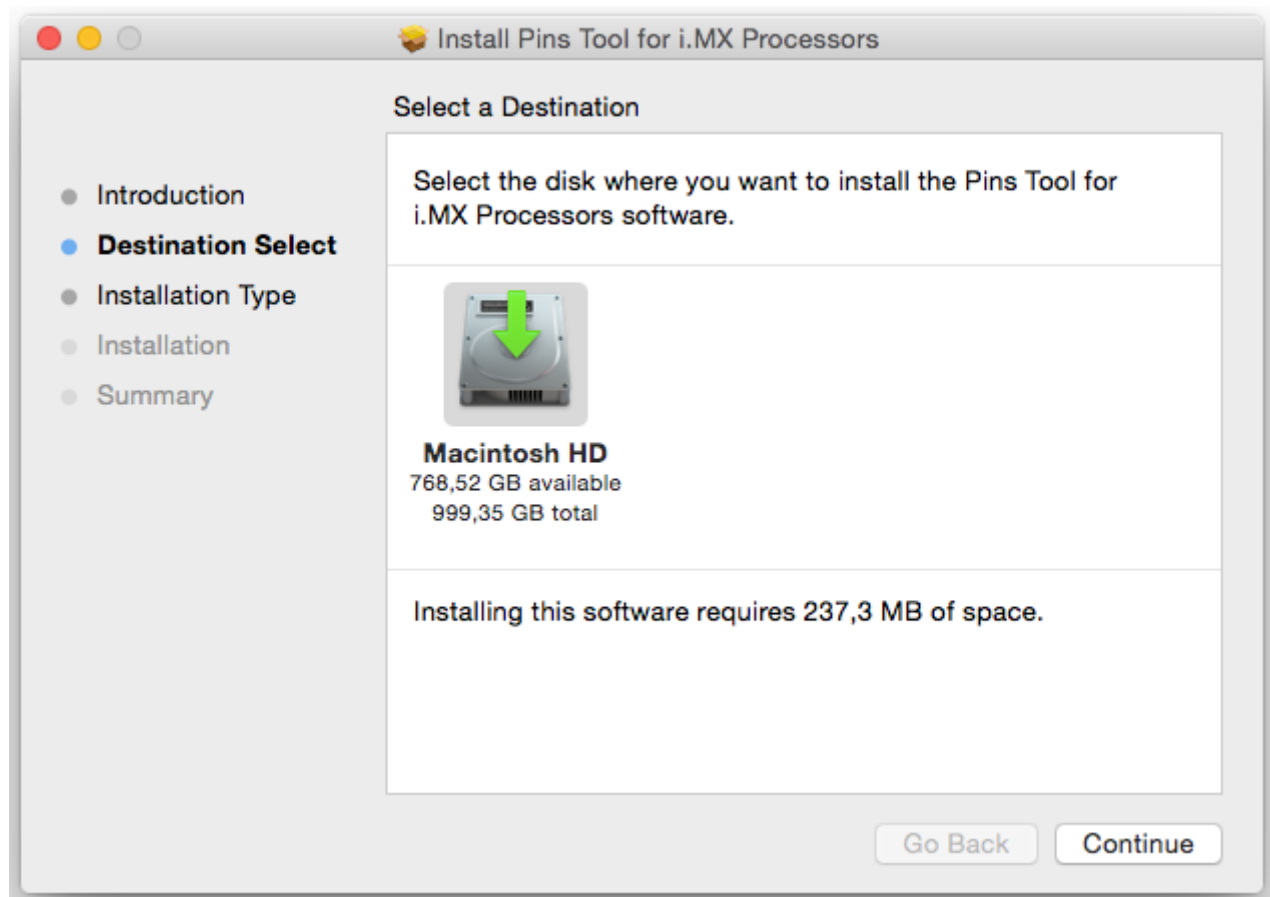 Install Pins Tool for i.MX Processors
Select a Destination
Introduction
Destination Select
Installation Type
Installation
Summary
Select the disk where you want to install the Pins Tool for
i.MX Processors software.
Macintosh HD
768,52 GB available
999,35 GB total
Installing this software requires 237,3 MB of space.
Go Back
Continue